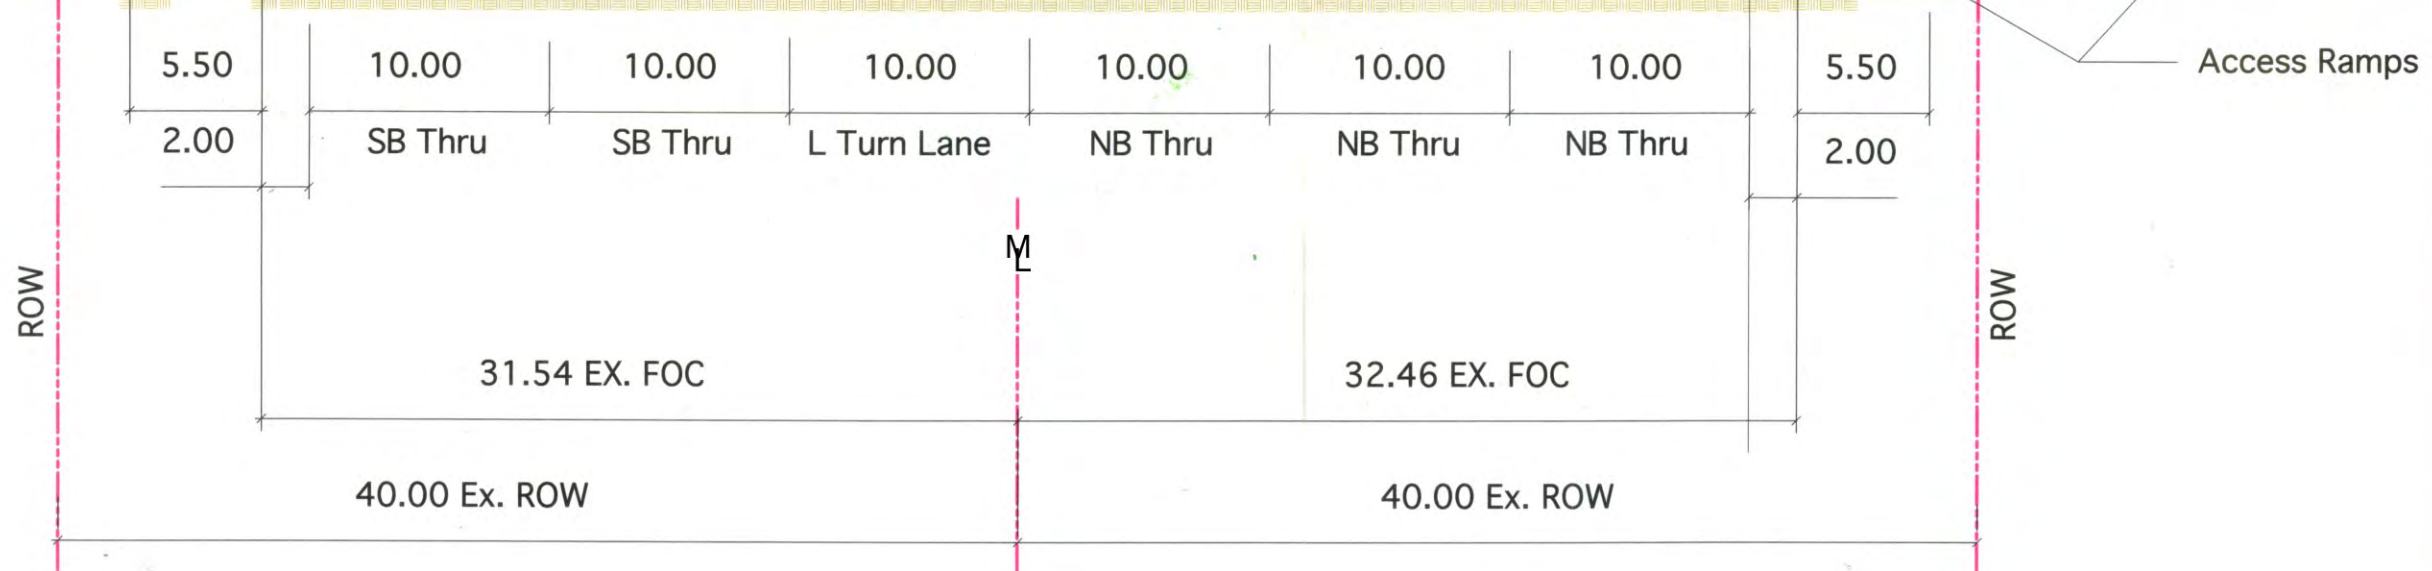 5.50 10.00 10.00 10.00 10.00 10.00 10.00 5.50 Access Ramps
2.00 SB Thru SB Thru L Turn Lane NB Thru NB Thru NB Thru 2.00
ML
ROW ROW
31.54 EX. FOC 32.46 EX. FOC
40.00 Ex. ROW 40.00 Ex. ROW